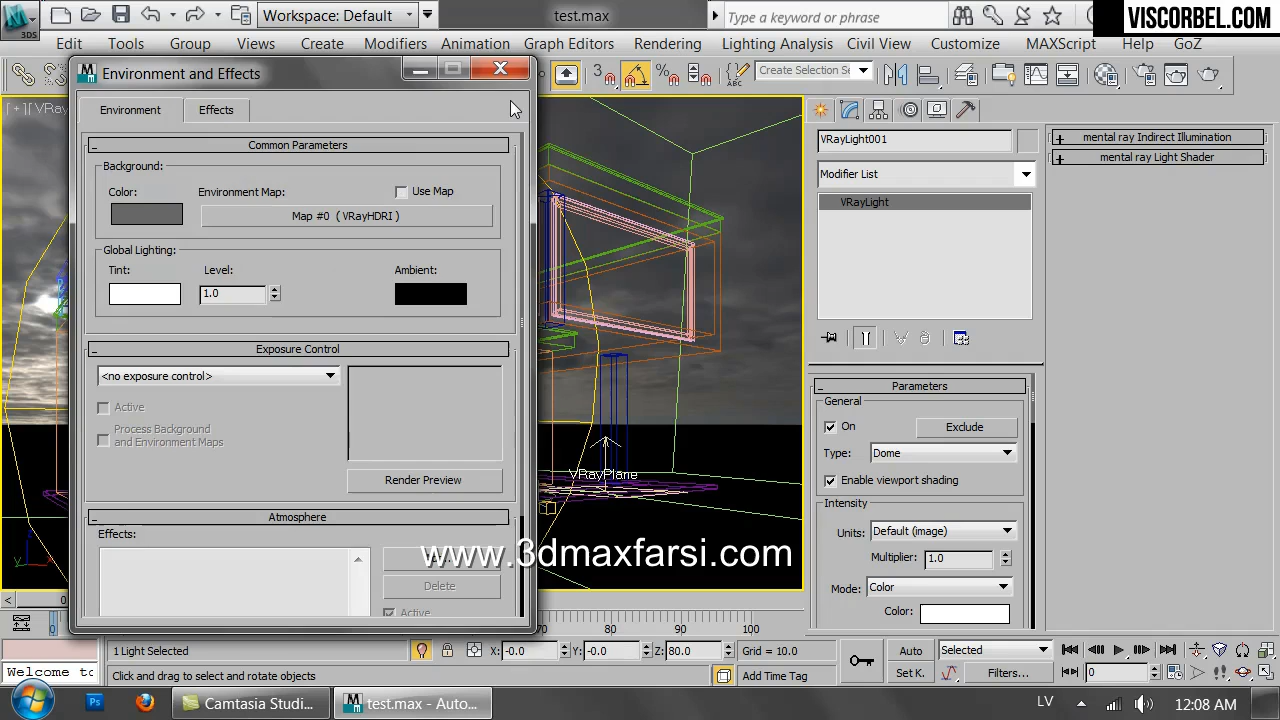 Workspace: Default
test.max
Type a keyword or phrase
VISCORBEL.COM
3DS
Edit Tools Group Views Create Modifiers Animation Graph Editors Rendering Lighting Analysis Civil View Customize MAXScript Help GoZ
3
%
ABC
Create Selection Se
Environment and Effects
[ + ] [ VRay
Environment Effects
Common Parameters
Background:
Color: Environment Map: Use Map
Map #0 ( VRayHDRI )
Global Lighting:
Tint: Level: Ambient:
1.0
Exposure Control
<no exposure control>
Active
Process Background
and Environment Maps
Render Preview
Atmosphere
Effects:
Delete
Active
VRayPlane
www.3dmaxfarsi.com
VRayLight001
Modifier List
VRayLight
mental ray Indirect Illumination
mental ray Light Shader
Parameters
General
On Exclude
Type: Dome
Enable viewport shading
Intensity
Units: Default (image)
Multiplier: 1.0
Mode: Color
Color:
0
70 80 90 100
1 Light Selected X: -0.0 Y: -0.0 Z: 80.0 Grid = 10.0 Auto Selected
Welcome to
Click and drag to select and rotate objects Add Time Tag Set K. Filters... 0
Ps Camtasia Studi... test.max - Auto... LV 12:08 AM